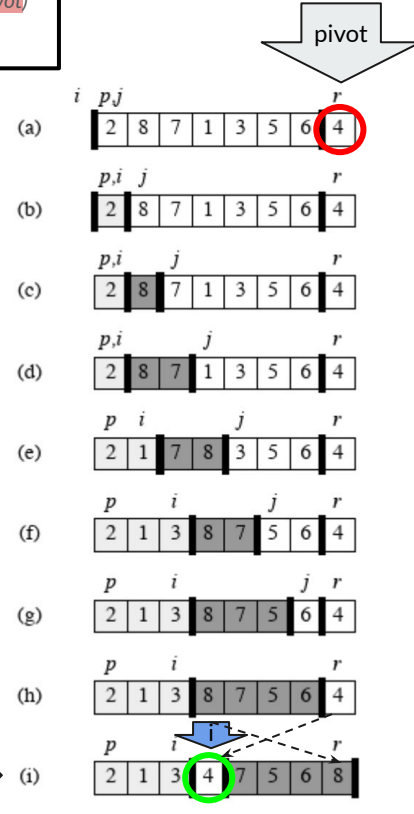 vot)
pivot
i p,j r
(a) 2 8 7 1 3 5 6 4
p,i j r
(b) 2 8 7 1 3 5 6 4
p,i j r
(c) 2 8 7 1 3 5 6 4
p,i j r
(d) 2 8 7 1 3 5 6 4
p i j r
(e) 2 1 7 8 3 5 6 4
p i j r
(f) 2 1 3 8 7 5 6 4
p i j r
(g) 2 1 3 8 7 5 6 4
p i r
(h) 2 1 3 8 7 5 6 4
i
p i r
(i) 2 1 3 4 7 5 6 8